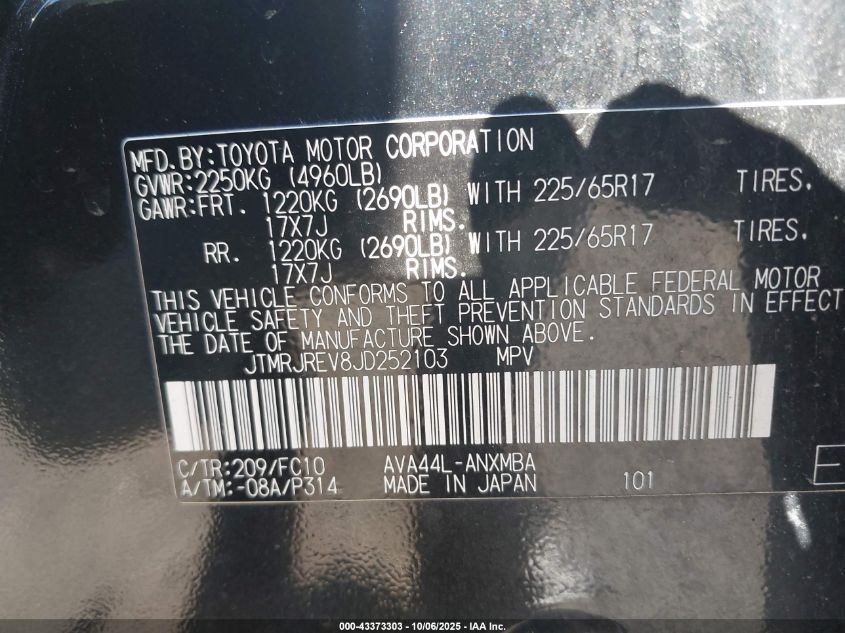 MFD.BY:TOYOTA MOTOR CORPORATION
GVWR:2250KG (4960LB)
GAWR:FRT. 1220KG (2690LB) WITH 225/65R17 TIRES.
17X7J RIMS.
RR. 1220KG (2690LB) WITH 225/65R17 TIRES,
17X7J RIMS.
THIS VEHICLE CONFORMS TO ALL APPLICABLE FEDERAL MOTOR
VEHICLE SAFETY AND THEFT PREVENTION STANDARDS IN EFFECT
THE DATE OF MANUFACTURE SHOWN ABOVE.
JTMRJREV8JD252103 MPV
C/TR:209/FC10 AVA44L-ANXMBA
A/TM:-08A/P314 MADE IN JAPAN 101
000-43373303 - 10/06/2025 - IAA Inc.